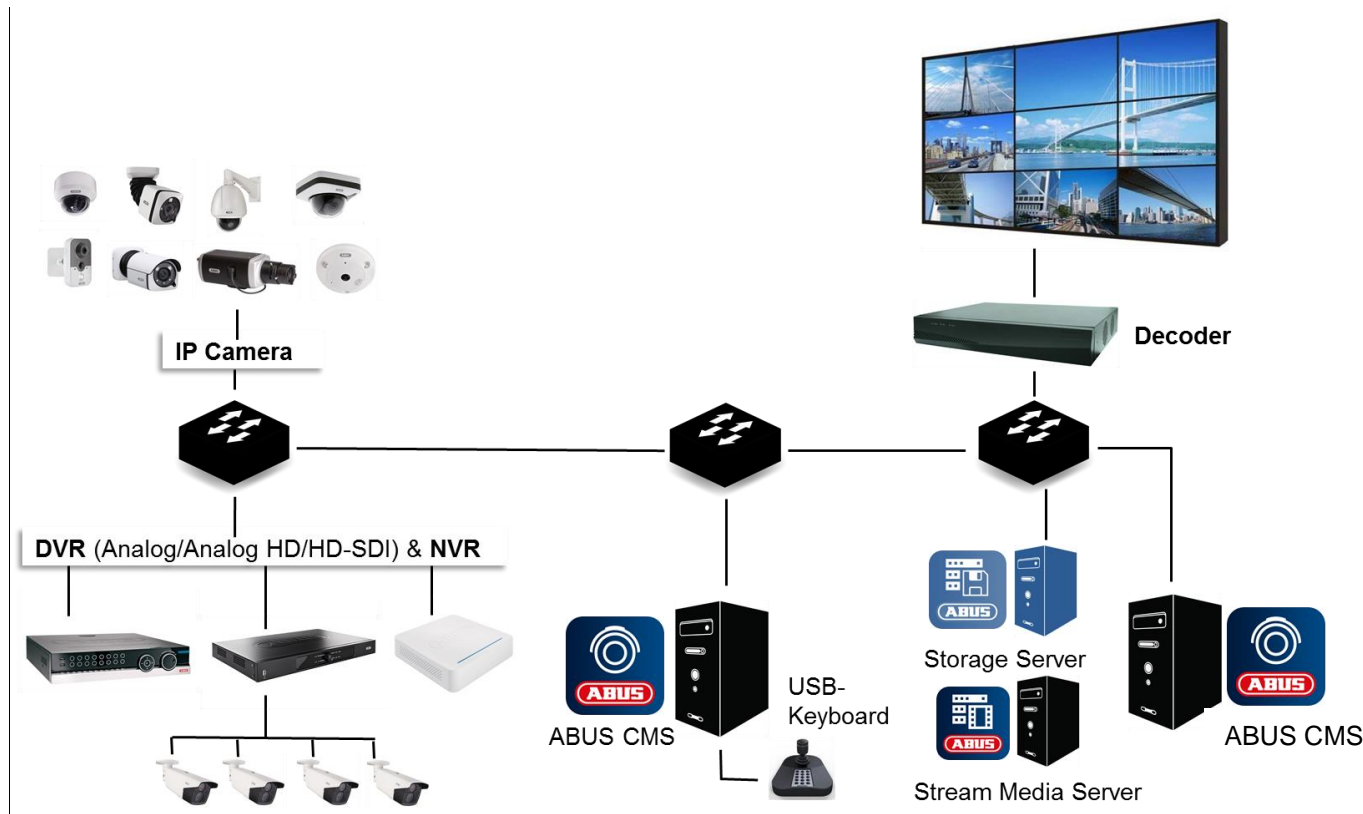 IP Camera
Decoder
DVR (Analog/Analog HD/HD-SDI) & NVR
ABUS
ABUS CMS
USB-
Keyboard
ABUS
Storage Server
ABUS
Stream Media Server
ABUS
ABUS CMS